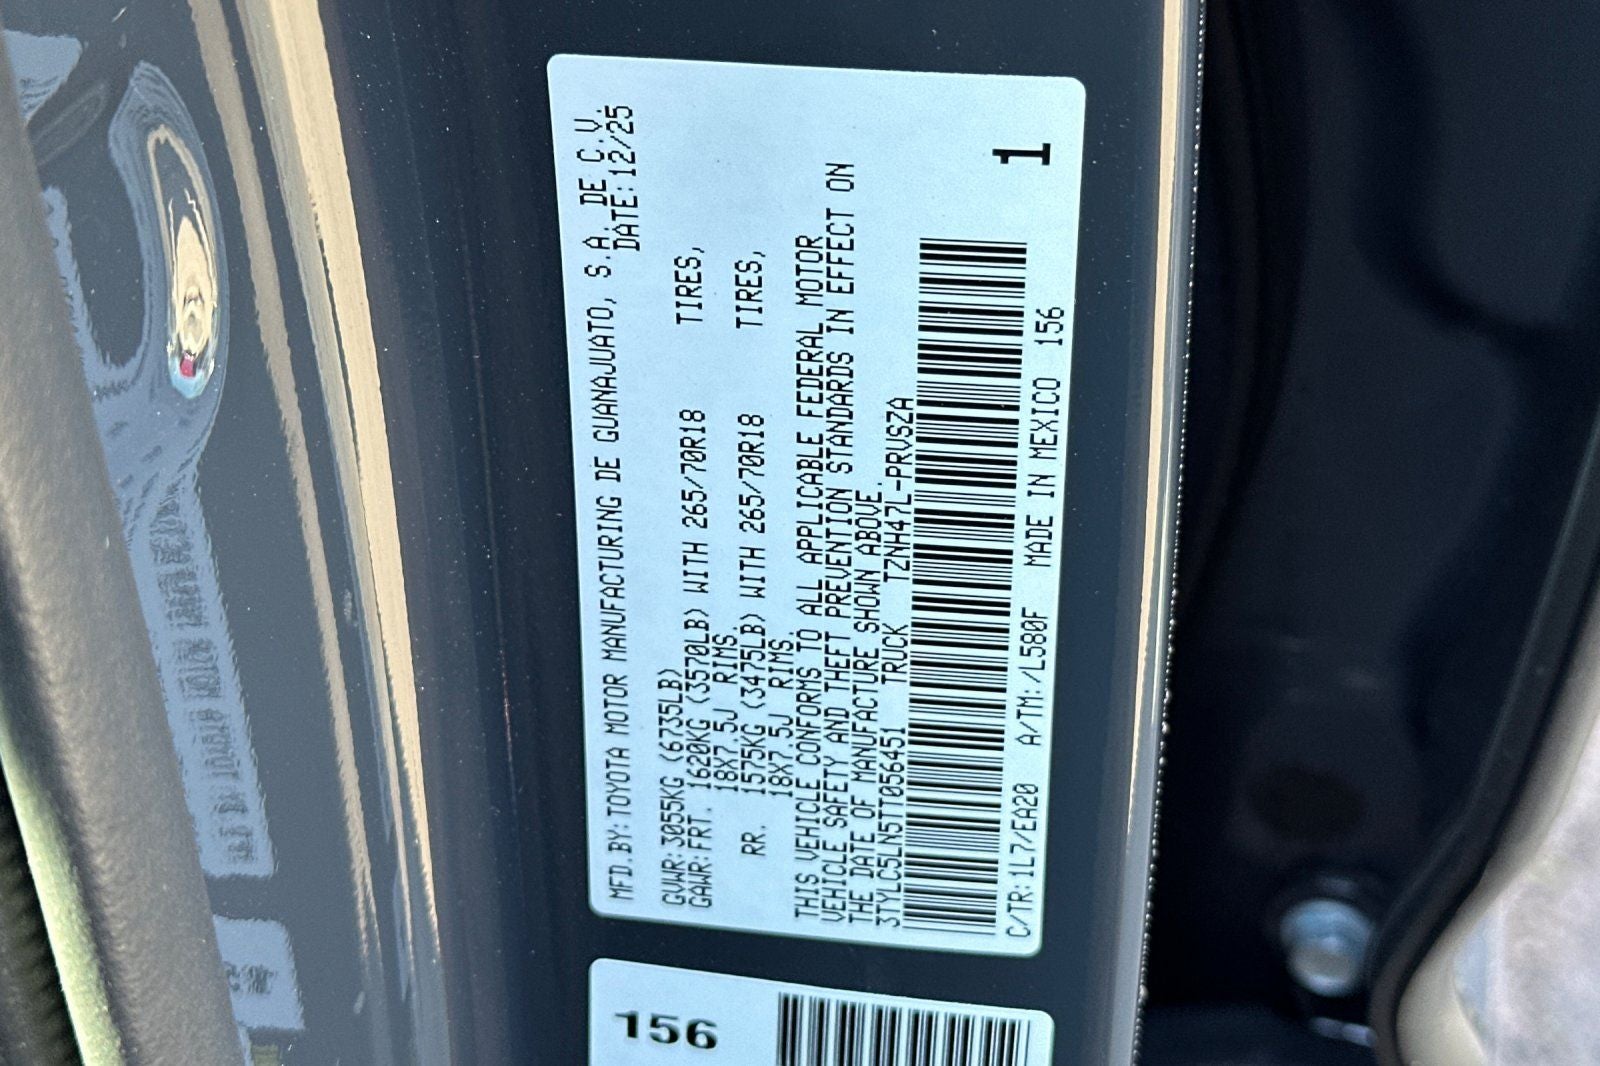 MFD.BY:TOYOTA MOTOR MANUFACTURING DE GUANAJUATO, S.A. DE C.V.
DATE:12/25
GVWR:3055KG (6735LB)
GAWR:FRT. 1620KG (3570LB) WITH 265/70R18 TIRES,
18X7.5J RIMS.
RR. 1575KG (3475LB) WITH 265/70R18 TIRES,
18X7.5J RIMS.
THIS VEHICLE CONFORMS TO ALL APPLICABLE FEDERAL MOTOR
VEHICLE SAFETY AND THEFT PREVENTION STANDARDS IN EFFECT ON
THE DATE OF MANUFACTURE SHOWN ABOVE.
3TYLC5LN5TT056451 TRUCK TZNH47L-PRVSZA
1
C/TR:1L7/EA20 A/TM:/L580F MADE IN MEXICO 156
156